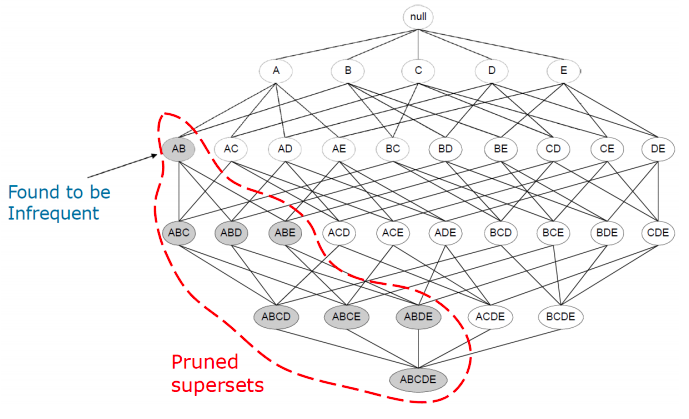 null
A B C D E
AB AC AD AE BC BD BE CD CE DE
Found to be
Infrequent
ABC ABD ABE ACD ACE ADE BCD BCE BDE CDE
ABCD ABCE ABDE ACDE BCDE
Pruned
supersets
ABCDE